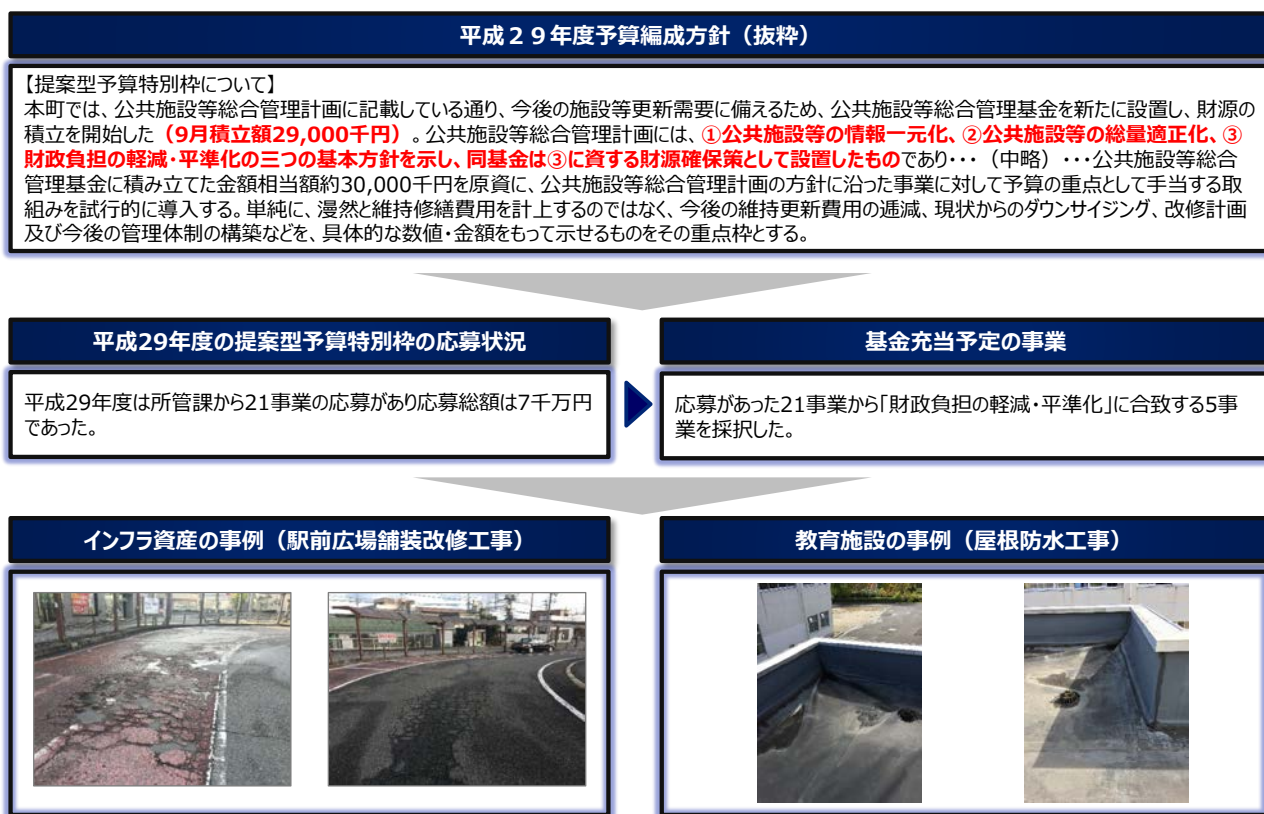 平成２９年度予算編成方針（抜粋）
【提案型予算特別枠について】
本町では、公共施設等総合管理計画に記載している通り、今後の施設等更新需要に備えるため、公共施設等総合管理基金を新たに設置し、財源の
積立を開始した（9月積立額29,000千円）。公共施設等総合管理計画には、①公共施設等の情報一元化、②公共施設等の総量適正化、③
財政負担の軽減・平準化の三つの基本方針を示し、同基金は③に資する財源確保策として設置したものであり・・・（中略）・・・公共施設等総合
管理基金に積み立てた金額相当額約30,000千円を原資に、公共施設等総合管理計画の方針に沿った事業に対して予算の重点として手当する取
組みを試行的に導入する。単純に、漫然と維持修繕費用を計上するのではなく、今後の維持更新費用の逓減、現状からのダウンサイジング、改修計画
及び今後の管理体制の構築などを、具体的な数値・金額をもって示せるものをその重点枠とする。
平成29年度の提案型予算特別枠の応募状況
平成29年度は所管課から21事業の応募があり応募総額は7千万円
であった。
基金充当予定の事業
応募があった21事業から「財政負担の軽減・平準化」に合致する5事
業を採択した。
インフラ資産の事例（駅前広場舗装改修工事）
教育施設の事例（屋根防水工事）